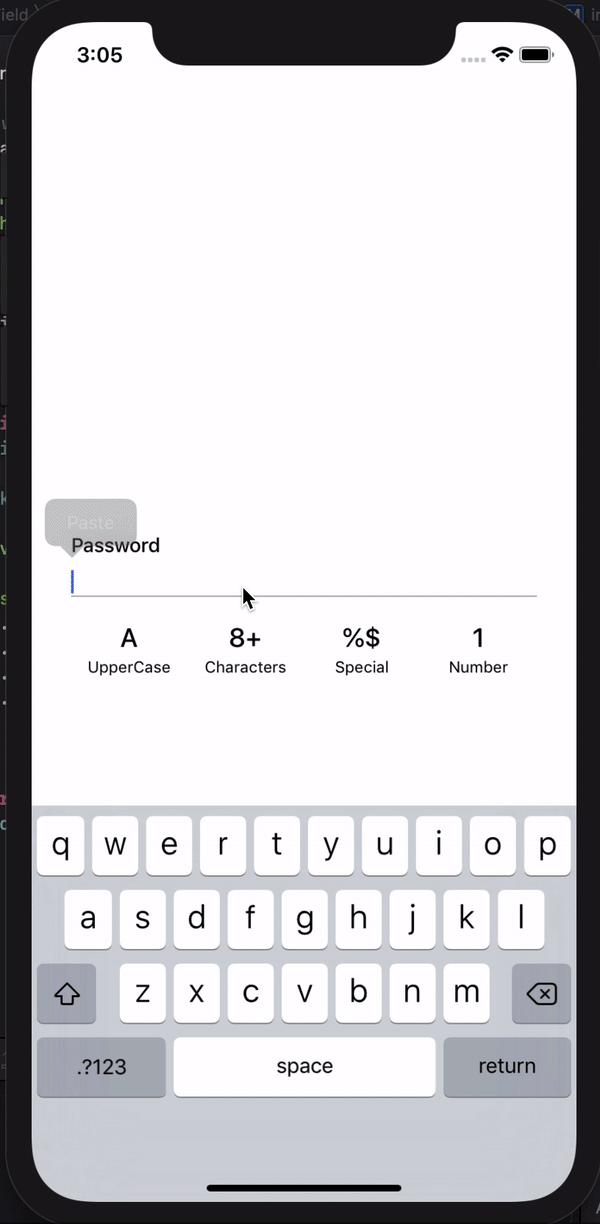 3:05
Paste
Password
A 8+ %$ 1
UpperCase Characters Special Number
q w e r t y u i o p
a s d f g h j k l
z x c v b n m
.?123 space return